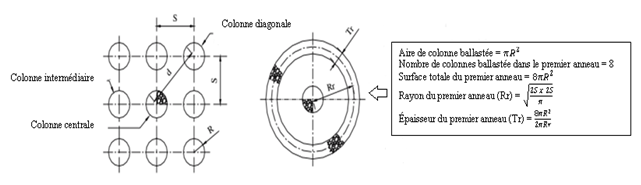 S
Colonne diagonale
Colonne intermédiaire
d
S
Colonne centrale
R
Tr
Rr
Aire de colonne ballastée = πR²
Nombre de colonnes ballastée dans le premier anneau = 8
Surface totale du premier anneau = 8πR²
Rayon du premier anneau (Rr) = √(2S x 2S / π)
Épaisseur du premier anneau (Tr) = 8πR² / 2πRr